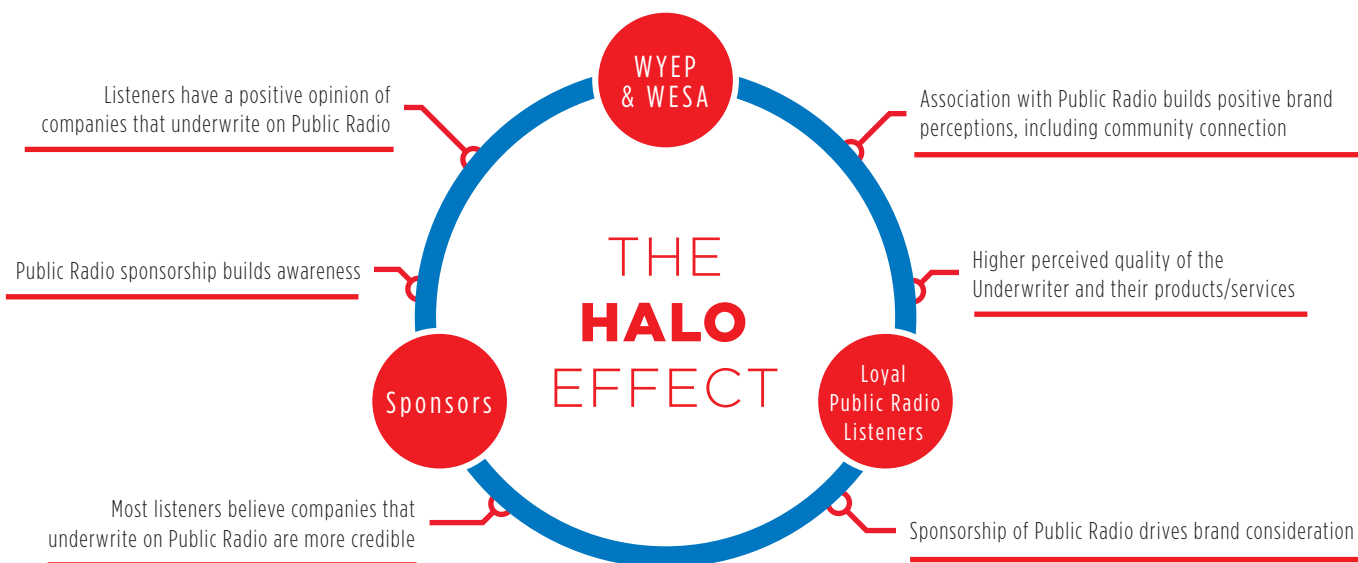 WYEP
& WESA
Listeners have a positive opinion of
companies that underwrite on Public Radio
Association with Public Radio builds positive brand
perceptions, including community connection
Public Radio sponsorship builds awareness
THE
HALO
EFFECT
Higher perceived quality of the
Underwriter and their products/services
Sponsors
Loyal
Public Radio
Listeners
Most listeners believe companies that
underwrite on Public Radio are more credible
Sponsorship of Public Radio drives brand consideration